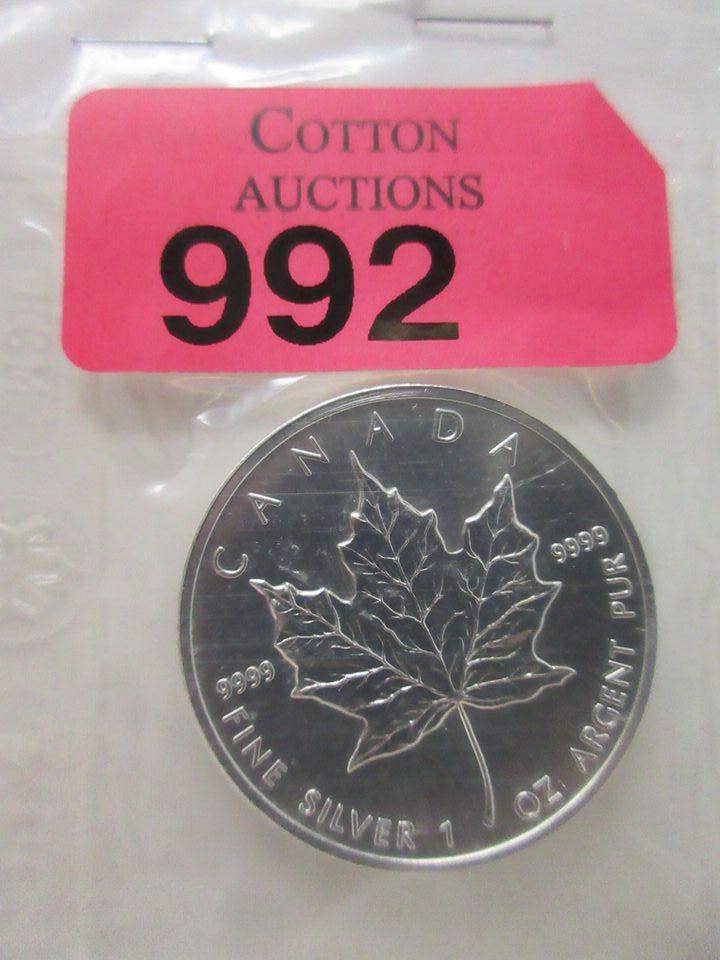 COTTON
AUCTIONS
992
CANADA
9999
9999
FINE SILVER 1 OZ ARGENT PUR